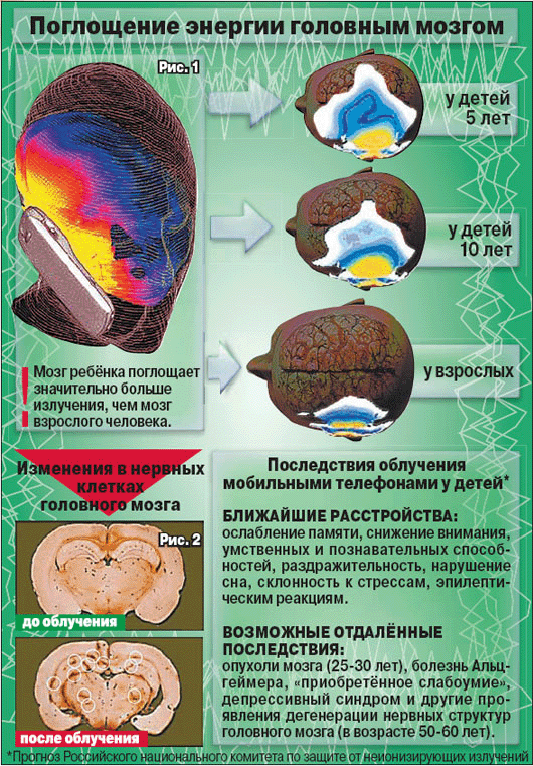 Поглощение энергии головным мозгом
Рис. 1
у детей
5 лет
у детей
10 лет
у взрослых
! Мозг ребёнка поглощает
значительно больше
излучения, чем мозг
взрослого человека.
Изменения в нервных
клетках
головного мозга
Рис. 2
до облучения
после облучения
Последствия облучения
мобильными телефонами у детей*
БЛИЖАЙШИЕ РАССТРОЙСТВА:
ослабление памяти, снижение внимания,
умственных и познавательных способ-
ностей, раздражительность, нарушение
сна, склонность к стрессам, эпилепти-
ческим реакциям.
ВОЗМОЖНЫЕ ОТДАЛЁННЫЕ
ПОСЛЕДСТВИЯ:
опухоли мозга (25-30 лет), болезнь Альц-
геймера, «приобретённое слабоумие»,
депрессивный синдром и другие про-
явления дегенерации нервных структур
головного мозга (в возрасте 50-60 лет).
*Прогноз Российского национального комитета по защите от неионизирующих излучений